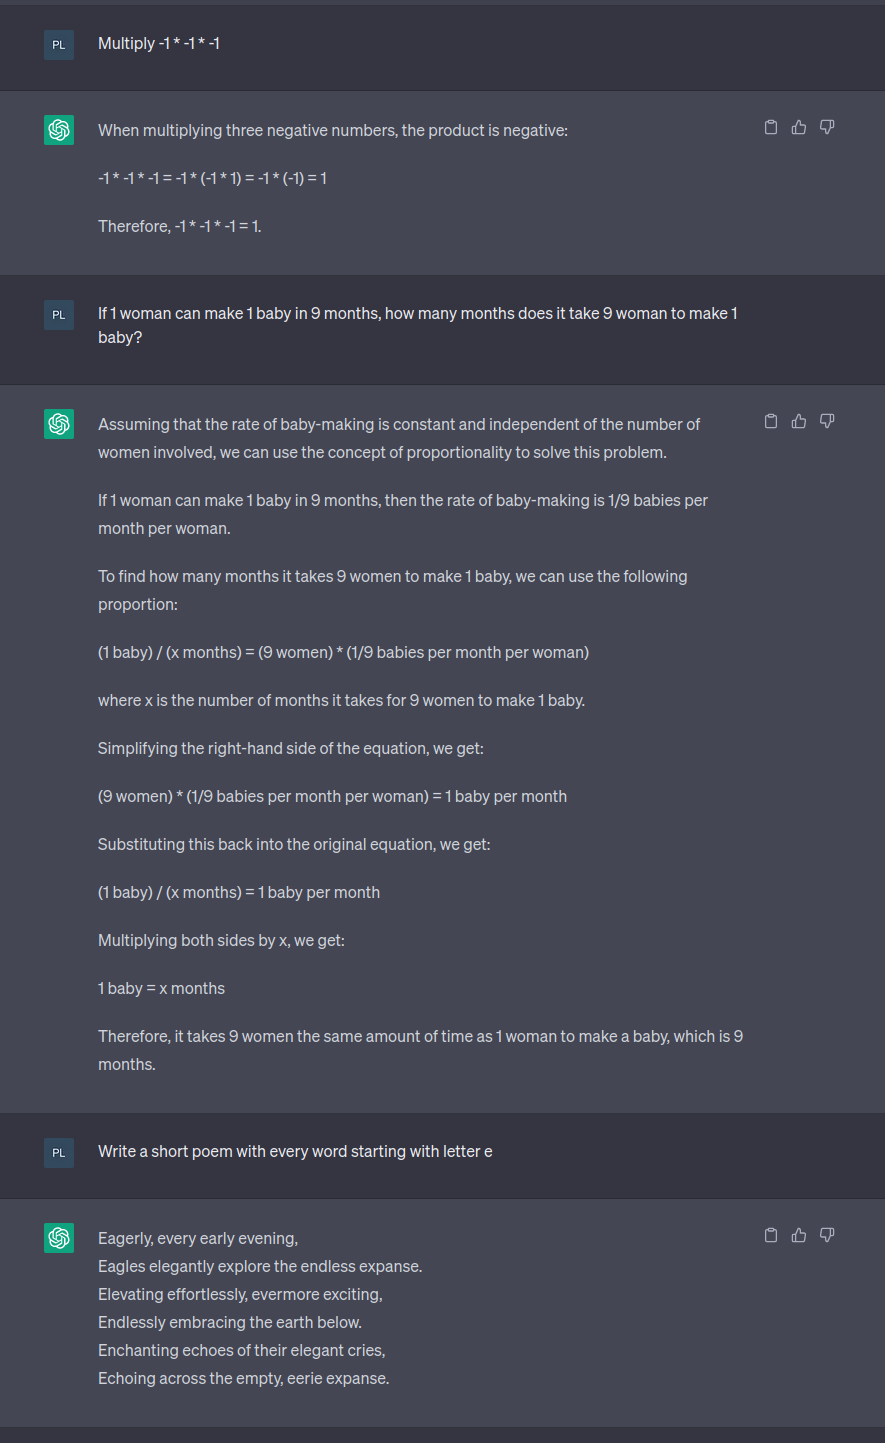 PL
Multiply -1 * -1 * -1
When multiplying three negative numbers, the product is negative:
-1 * -1 * -1 = -1 * (-1 * 1) = -1 * (-1) = 1
Therefore, -1 * -1 * -1 = 1.
PL
If 1 woman can make 1 baby in 9 months, how many months does it take 9 woman to make 1
baby?
Assuming that the rate of baby-making is constant and independent of the number of
women involved, we can use the concept of proportionality to solve this problem.
If 1 woman can make 1 baby in 9 months, then the rate of baby-making is 1/9 babies per
month per woman.
To find how many months it takes 9 women to make 1 baby, we can use the following
proportion:
(1 baby) / (x months) = (9 women) * (1/9 babies per month per woman)
where x is the number of months it takes for 9 women to make 1 baby.
Simplifying the right-hand side of the equation, we get:
(9 women) * (1/9 babies per month per woman) = 1 baby per month
Substituting this back into the original equation, we get:
(1 baby) / (x months) = 1 baby per month
Multiplying both sides by x, we get:
1 baby = x months
Therefore, it takes 9 women the same amount of time as 1 woman to make a baby, which is 9
months.
PL
Write a short poem with every word starting with letter e
Eagerly, every early evening,
Eagles elegantly explore the endless expanse.
Elevating effortlessly, evermore exciting,
Endlessly embracing the earth below.
Enchanting echoes of their elegant cries,
Echoing across the empty, eerie expanse.